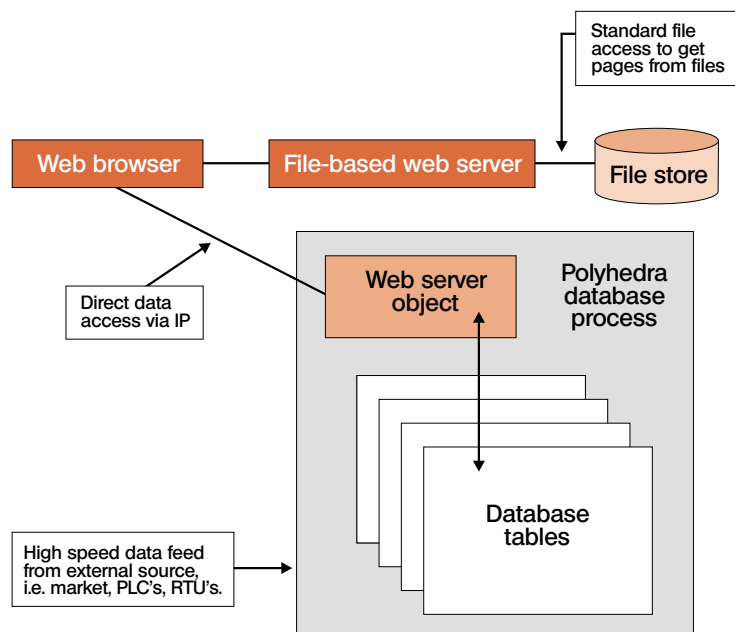 Standard file
access to get
pages from files
Web browser
File-based web server
File store
Direct data
access via IP
Web server
object
Polyhedra
database
process
Database
tables
High speed data feed
from external source,
i.e. market, PLC's, RTU's.